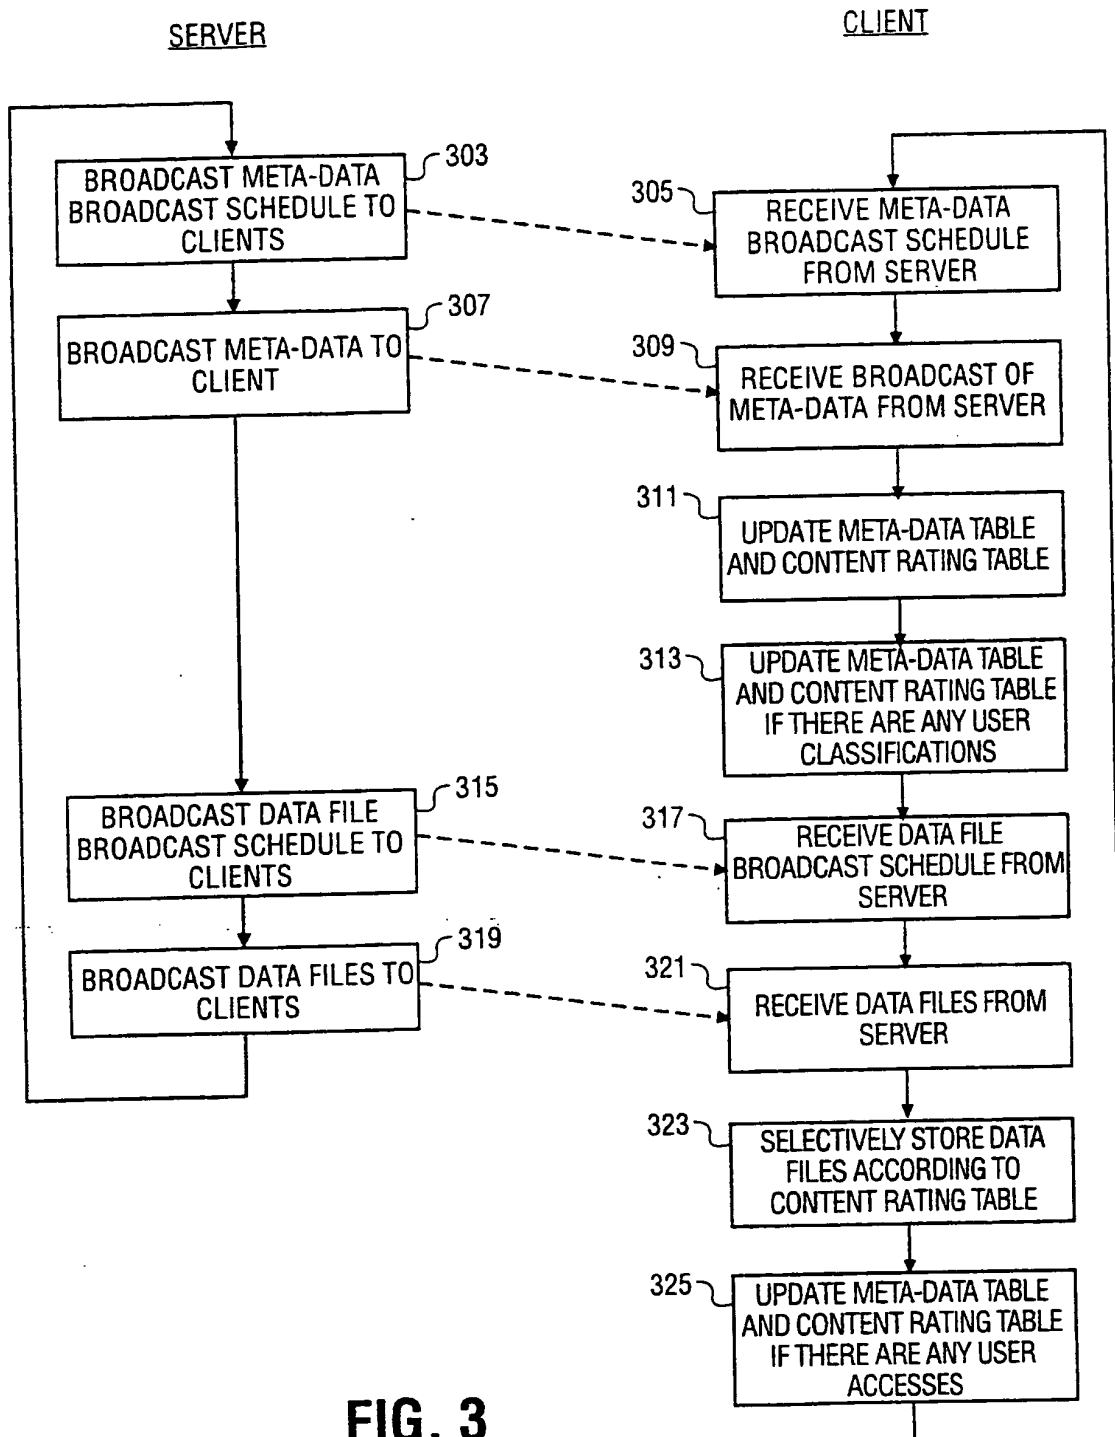 SERVER
CLIENT
303
BROADCAST META-DATA
BROADCAST SCHEDULE TO
CLIENTS
305
RECEIVE META-DATA
BROADCAST SCHEDULE
FROM SERVER
307
BROADCAST META-DATA TO
CLIENT
309
RECEIVE BROADCAST OF
META-DATA FROM SERVER
311
UPDATE META-DATA TABLE
AND CONTENT RATING TABLE
313
UPDATE META-DATA TABLE
AND CONTENT RATING TABLE
IF THERE ARE ANY USER
CLASSIFICATIONS
315
BROADCAST DATA FILE
BROADCAST SCHEDULE TO
CLIENTS
317
RECEIVE DATA FILE
BROADCAST SCHEDULE FROM
SERVER
319
BROADCAST DATA FILES TO
CLIENTS
321
RECEIVE DATA FILES FROM
SERVER
323
SELECTIVELY STORE DATA
FILES ACCORDING TO
CONTENT RATING TABLE
325
UPDATE META-DATA TABLE
AND CONTENT RATING TABLE
IF THERE ARE ANY USER
ACCESSES
FIG. 3